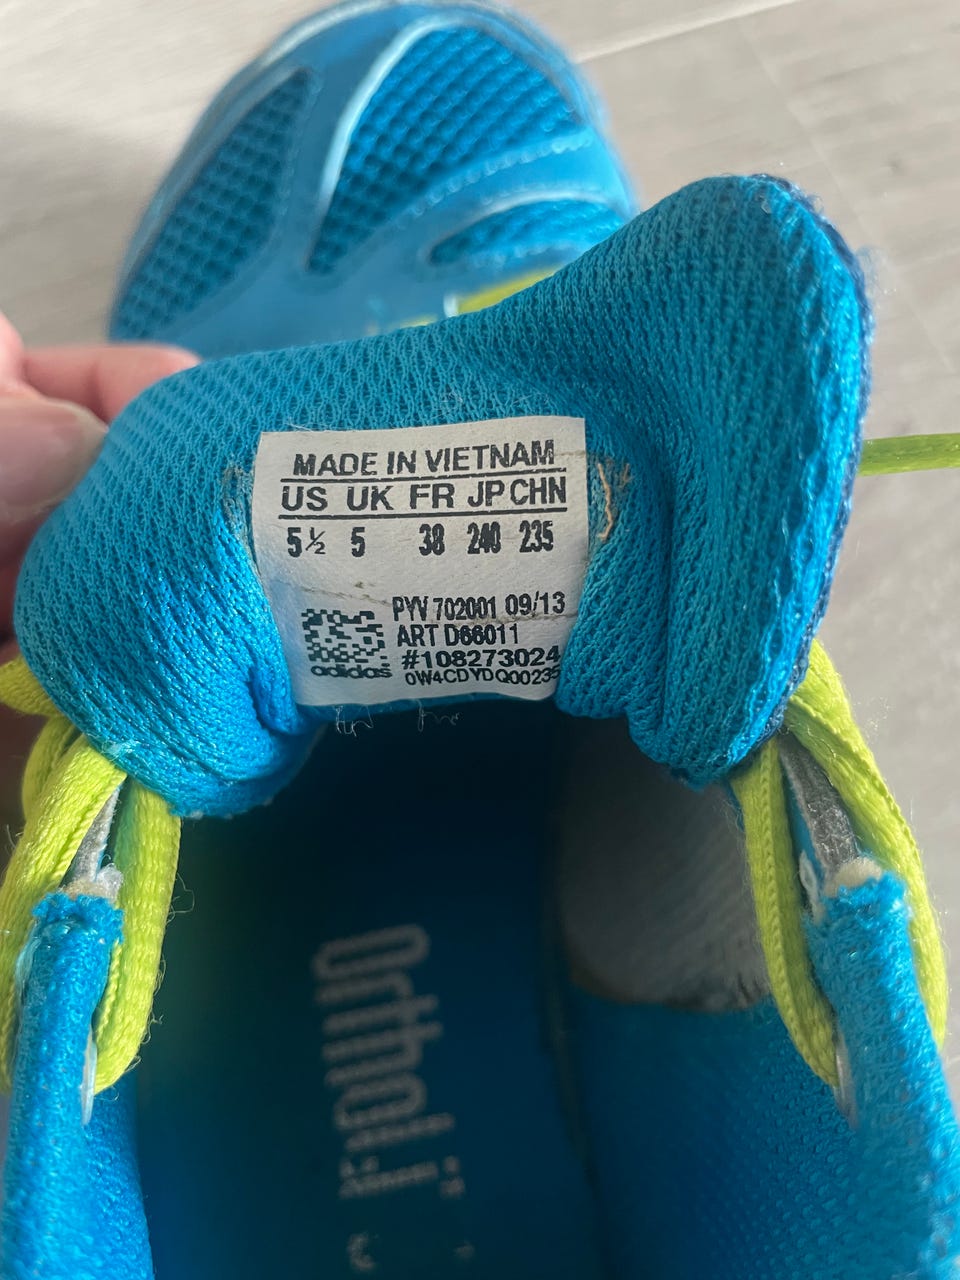 MADE IN VIETNAM
US UK FR JP CHN
5½ 5 38 240 235
PYV 702001 09/13
ART D66011
#108273024
0W4CDYDQ00235
adidas